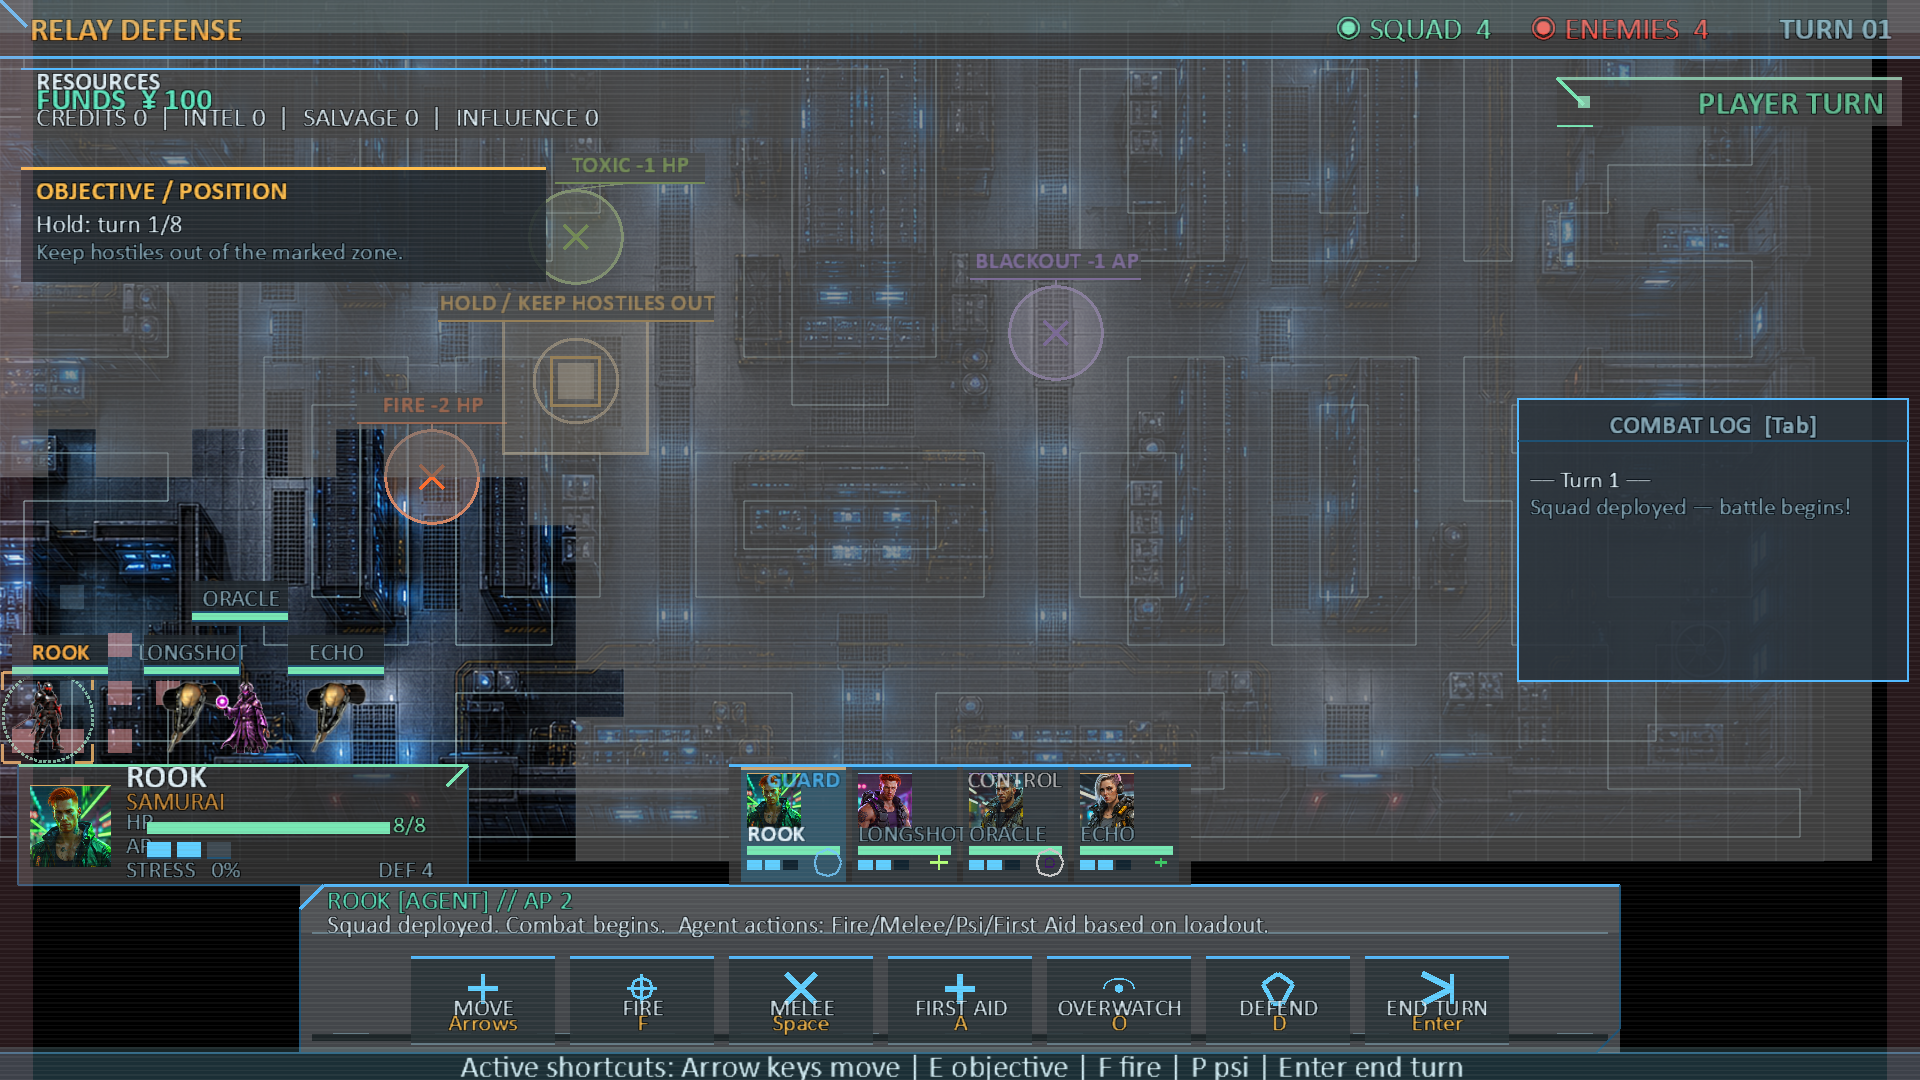 RELAY DEFENSE
SQUAD 4
ENEMIES 4
TURN 01
RESOURCES
FUNDS ¥ 100
CREDITS 0 | INTEL 0 | SALVAGE 0 | INFLUENCE 0
PLAYER TURN
OBJECTIVE / POSITION
Hold: turn 1/8
Keep hostiles out of the marked zone.
TOXIC -1 HP
BLACKOUT -1 AP
HOLD / KEEP HOSTILES OUT
FIRE -2 HP
COMBAT LOG [Tab]
— Turn 1 —
Squad deployed — battle begins!
ORACLE
ROOK
LONGSHOT
ECHO
ROOK
SAMURAI
HP 8/8
AP
STRESS 0%
DEF 4
GUARD
CONTROL
ROOK
LONGSHOT
ORACLE
ECHO
ROOK [AGENT] // AP 2
Squad deployed. Combat begins. Agent actions: Fire/Melee/Psi/First Aid based on loadout.
MOVE
Arrows
FIRE
F
MELEE
Space
FIRST AID
A
OVERWATCH
O
DEFEND
D
END TURN
Enter
Active shortcuts: Arrow keys move | E objective | F fire | P psi | Enter end turn